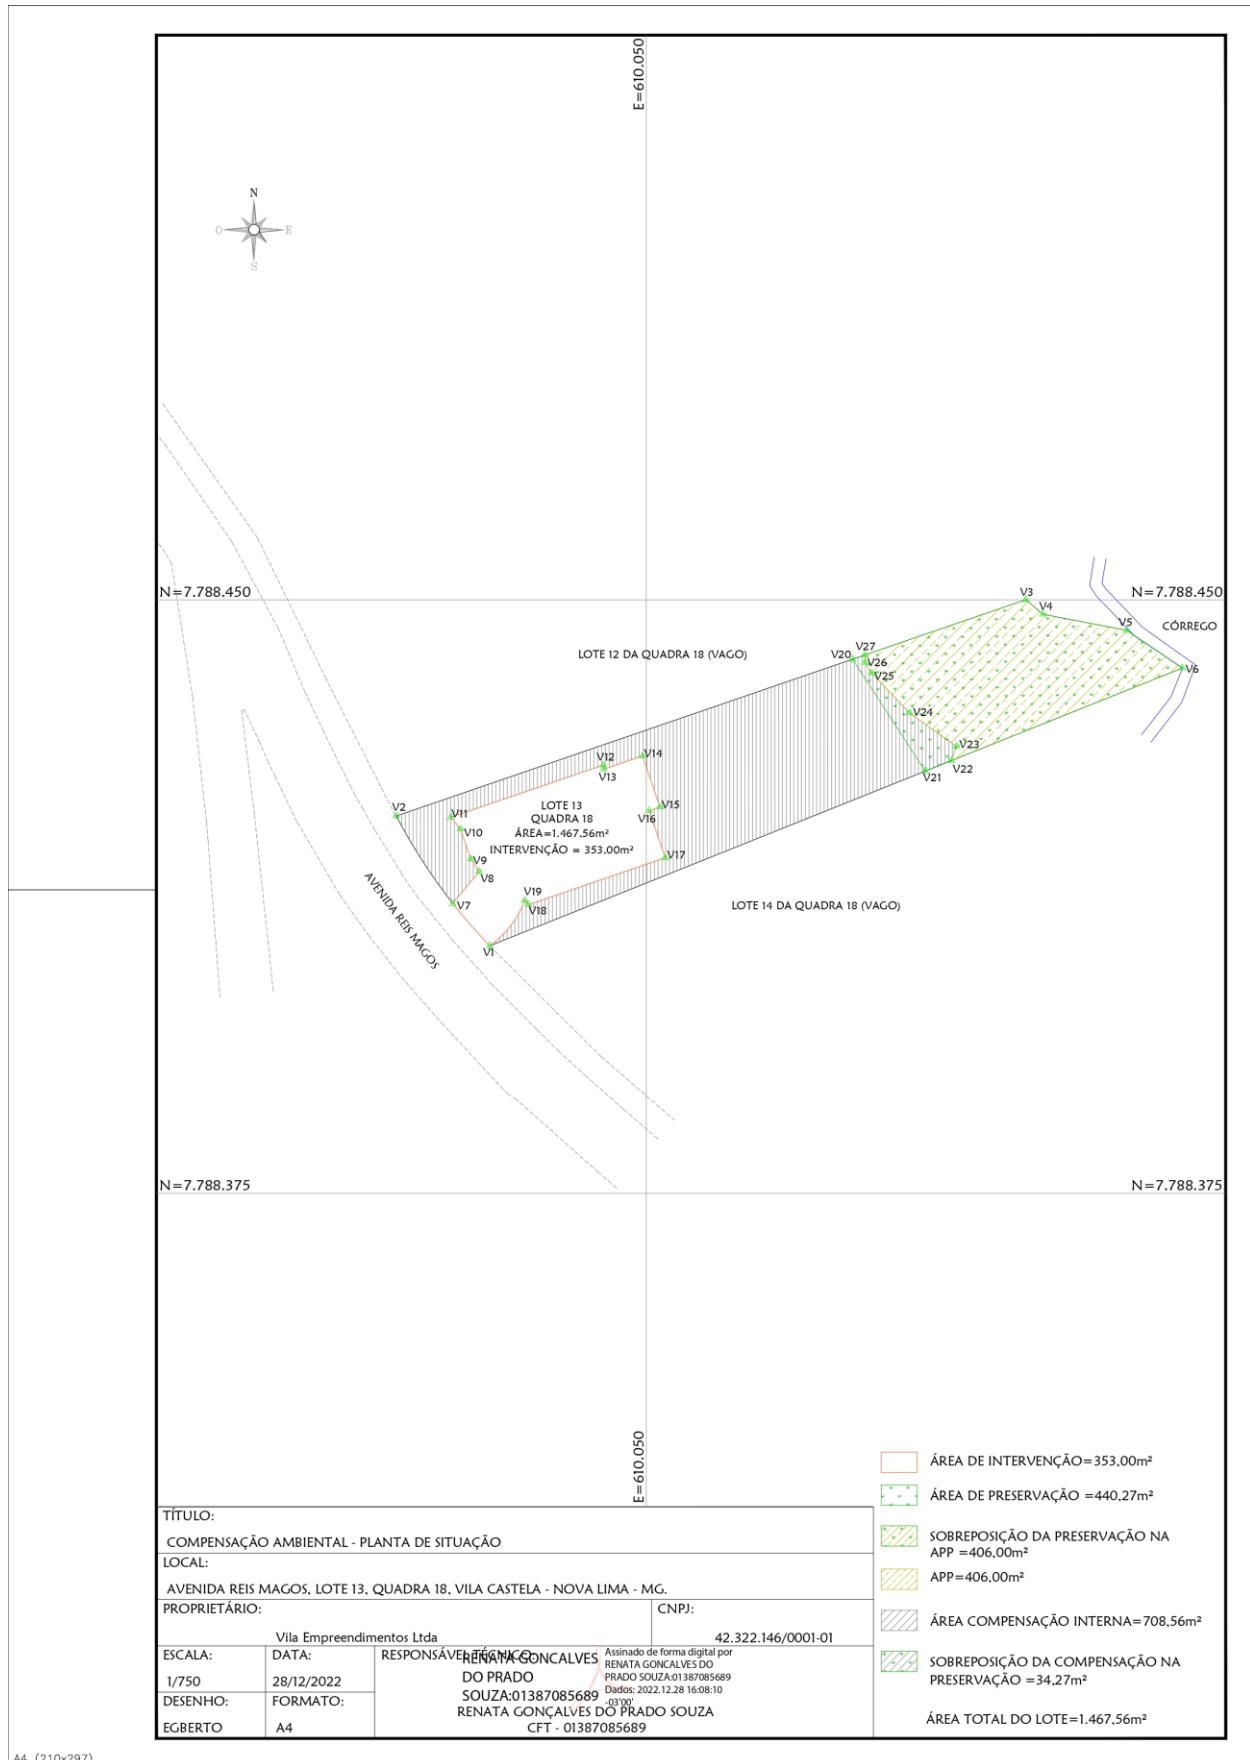 E=610.050
N
O
E
S
N=7.788.450
N=7.788.450
V3
V4
V5
CÓRREGO
V6
LOTE 12 DA QUADRA 18 (VAGO)
V20
V27
V26
V25
V24
V23
V22
V21
V12
V13
V14
V2
V11
LOTE 13
QUADRA 18
ÁREA=1.467,56m²
INTERVENÇÃO = 353,00m²
V15
V16
V10
V9
V8
V17
V7
V19
V18
V1
AVENIDA REIS MAGOS
LOTE 14 DA QUADRA 18 (VAGO)
N=7.788.375
N=7.788.375
E=610.050
ÁREA DE INTERVENÇÃO=353,00m²
ÁREA DE PRESERVAÇÃO =440,27m²
SOBREPOSIÇÃO DA PRESERVAÇÃO NA
APP =406,00m²
APP=406,00m²
ÁREA COMPENSAÇÃO INTERNA=708,56m²
SOBREPOSIÇÃO DA COMPENSAÇÃO NA
PRESERVAÇÃO =34,27m²
ÁREA TOTAL DO LOTE=1.467,56m²
TÍTULO:
COMPENSAÇÃO AMBIENTAL - PLANTA DE SITUAÇÃO
LOCAL:
AVENIDA REIS MAGOS, LOTE 13, QUADRA 18, VILA CASTELA - NOVA LIMA - MG.
PROPRIETÁRIO:
Vila Empreendimentos Ltda
CNPJ:
42.322.146/0001-01
ESCALA:
1/750
DATA:
28/12/2022
DESENHO:
EGBERTO
FORMATO:
A4
RESPONSÁVEL TÉCNICO:
RENATA GONCALVES
DO PRADO
SOUZA:01387085689
Assinado de forma digital por
RENATA GONCALVES DO
PRADO SOUZA:01387085689
Dados: 2022.12.28 16:08:10
-03'00'
RENATA GONÇALVES DO PRADO SOUZA
CFT - 01387085689
A4 (210x297)